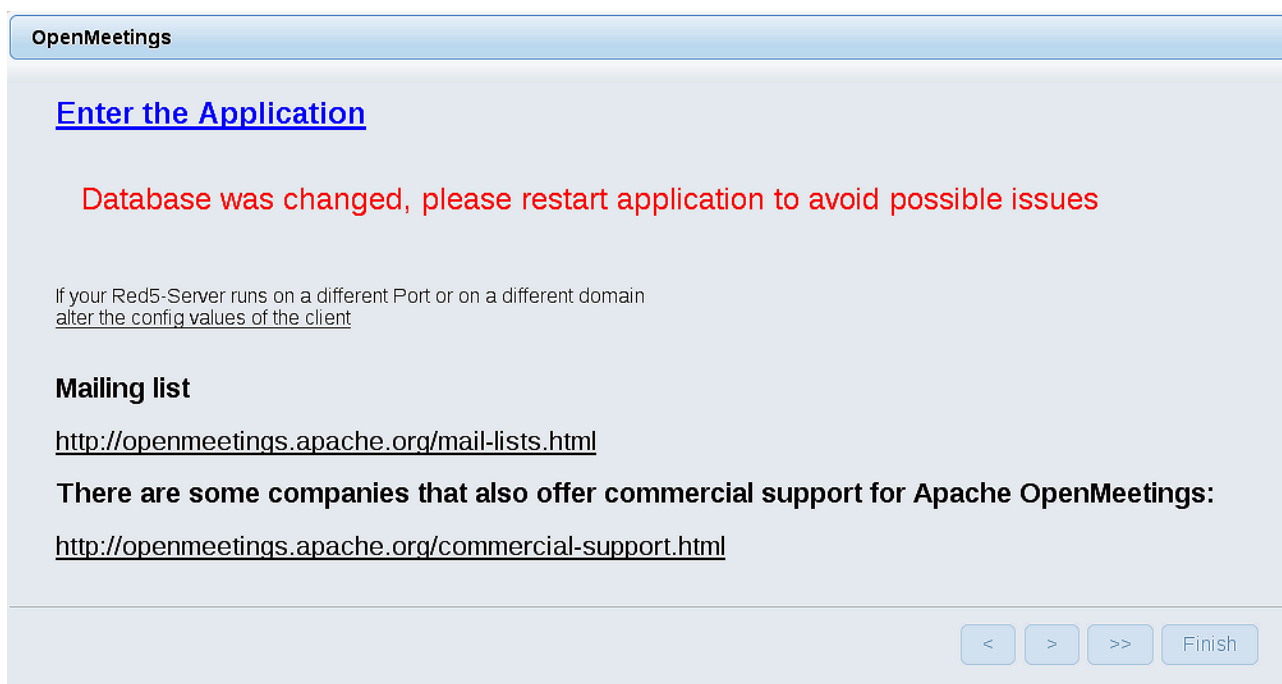 OpenMeetings
Enter the Application
Database was changed, please restart application to avoid possible issues
If your Red5-Server runs on a different Port or on a different domain
alter the config values of the client
Mailing list
http://openmeetings.apache.org/mail-lists.html
There are some companies that also offer commercial support for Apache OpenMeetings:
http://openmeetings.apache.org/commercial-support.html
< > >> Finish